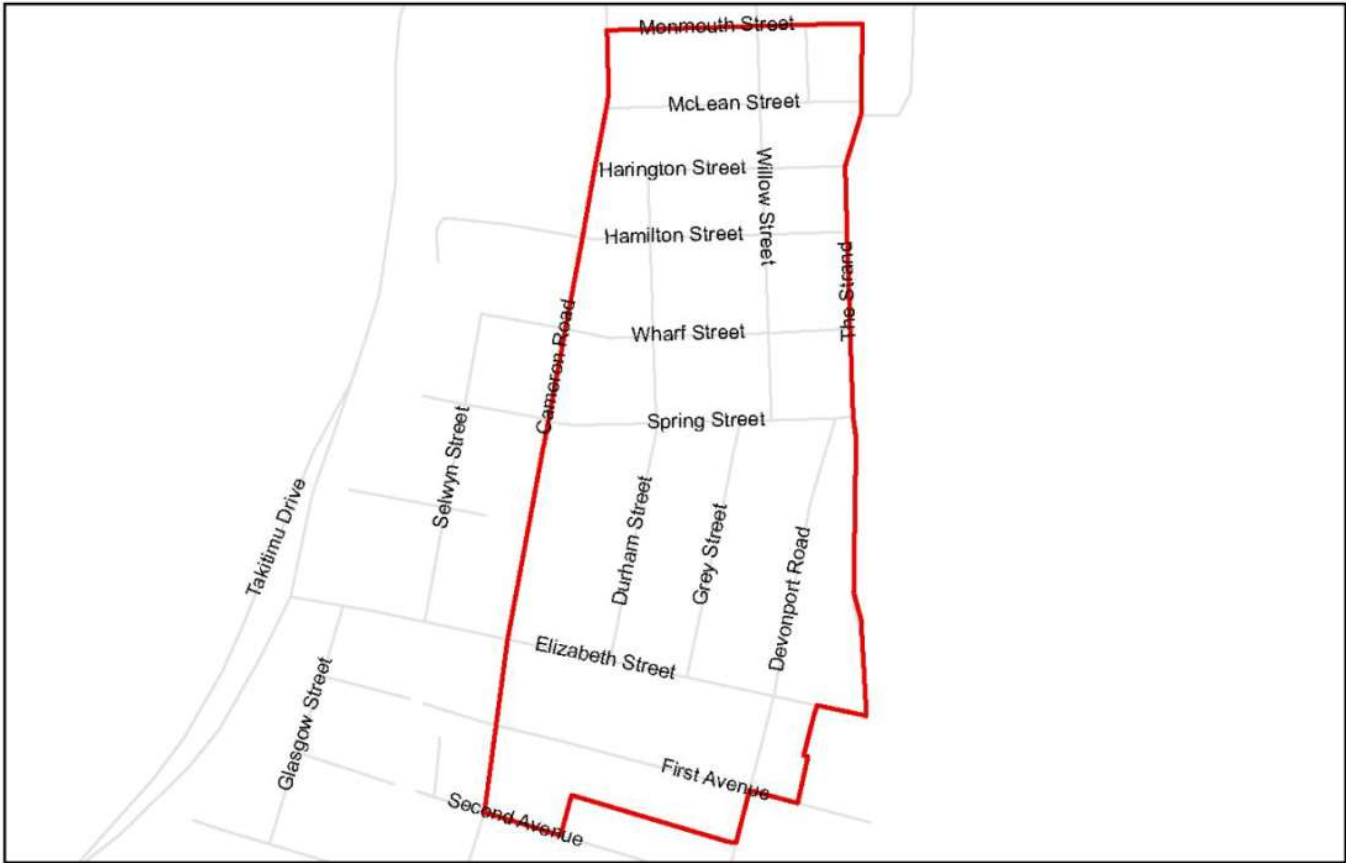 Monmouth Street
McLean Street
Harington Street
Willow Street
Hamilton Street
The Strand
Wharf Street
Cameron Road
Spring Street
Selwyn Street
Takitimu Drive
Durham Street
Grey Street
Devonport Road
Elizabeth Street
Glasgow Street
First Avenue
Second Avenue